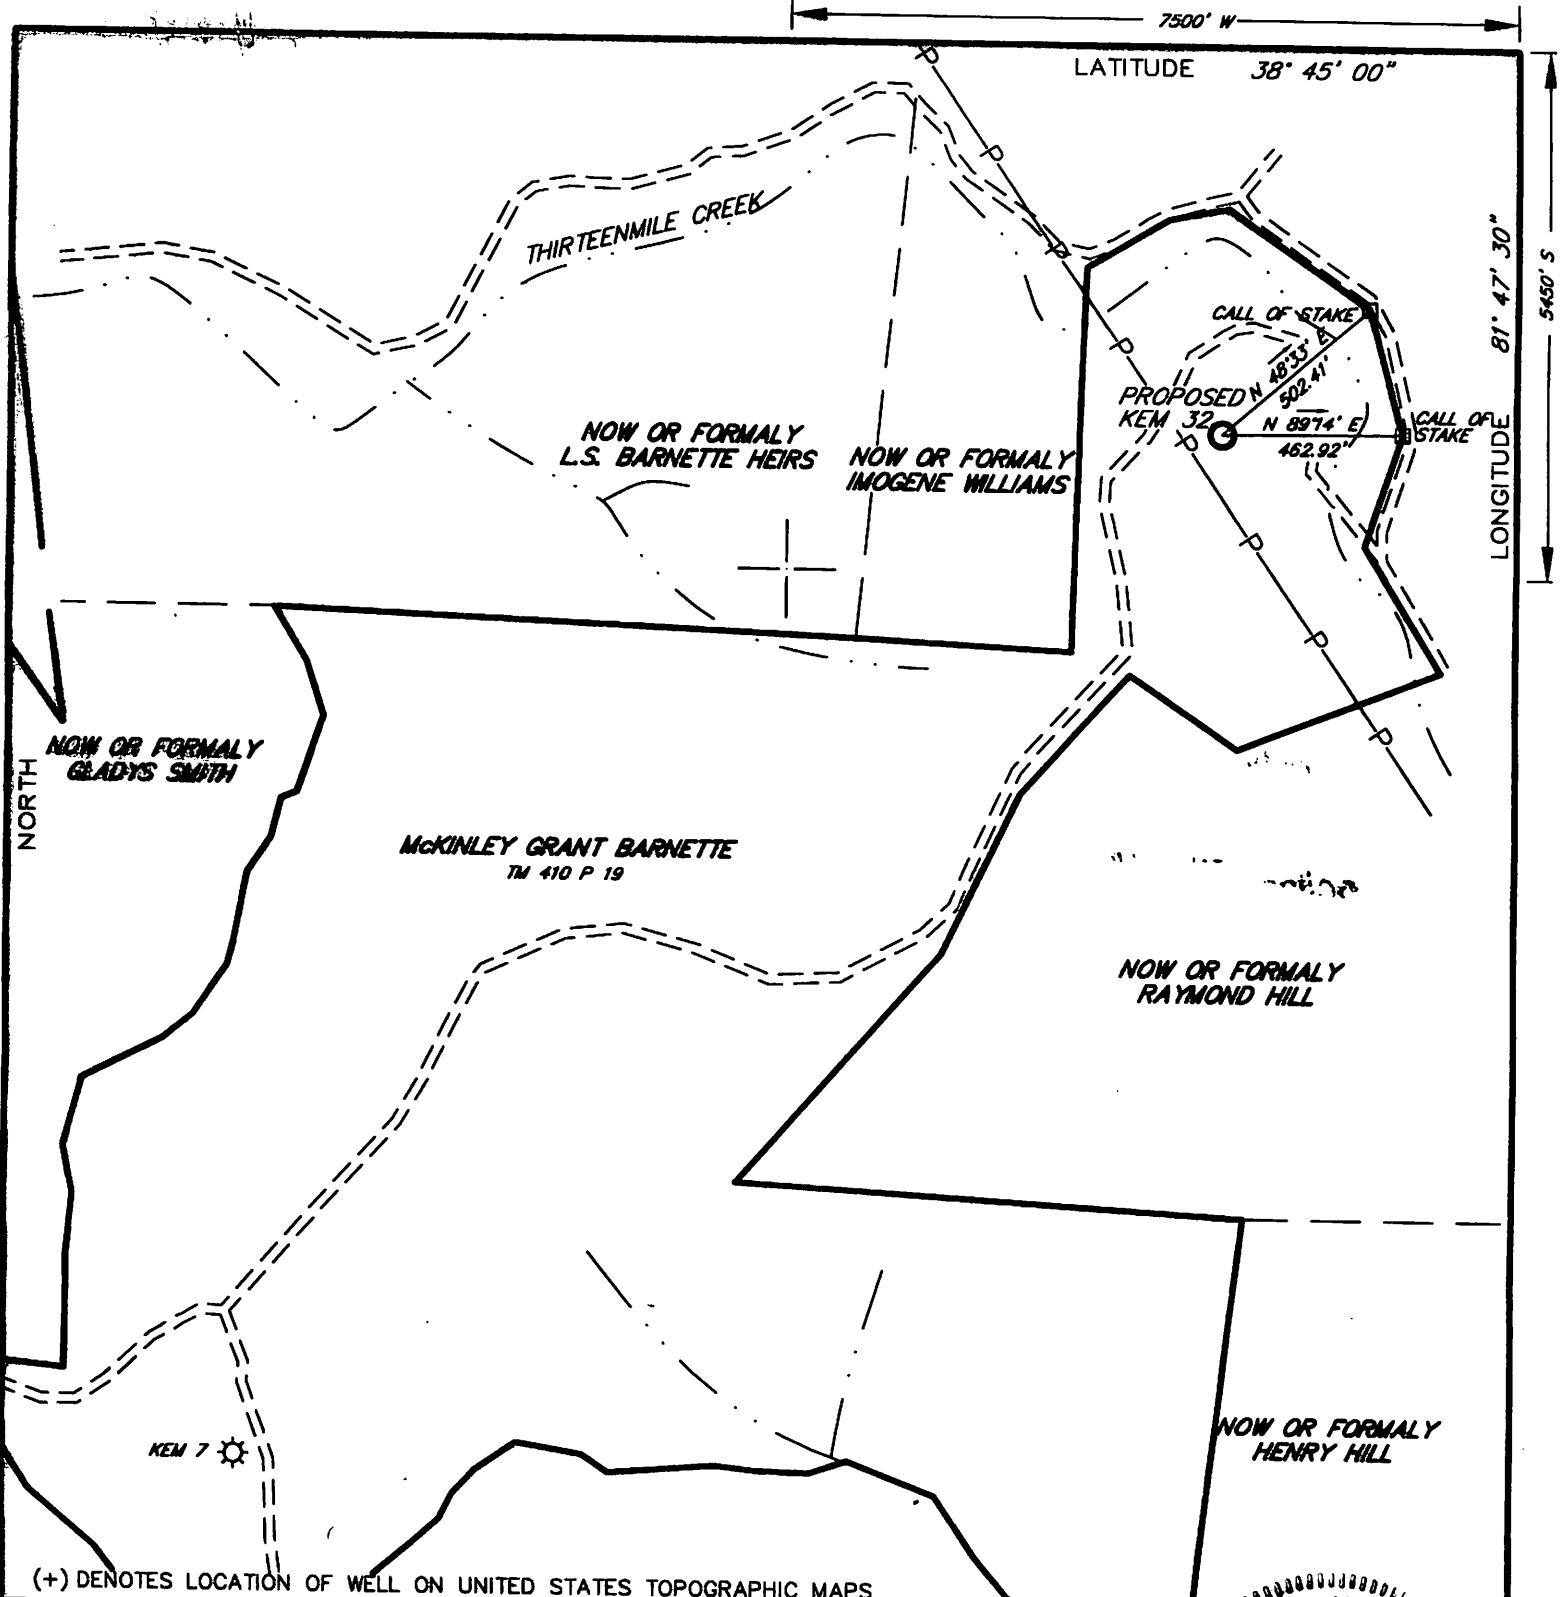 7500' W
LATITUDE 38° 45' 00"
THIRTEENMILE CREEK
LONGITUDE 81° 47' 30"
5450' S
CALL OF STAKE
N 48°33' E
502.41'
PROPOSED
KEM 32
N 89°14' E
462.92'
CALL OF
STAKE
NOW OR FORMALY
L.S. BARNETTE HEIRS
NOW OR FORMALY
IMOGENE WILLIAMS
P
P
P
P
P
P
P
P
NORTH
NOW OR FORMALY
GLADYS SMITH
McKINLEY GRANT BARNETTE
TM 410 P 19
NOW OR FORMALY
RAYMOND HILL
NOW OR FORMALY
HENRY HILL
KEM 7
(+) DENOTES LOCATION OF WELL ON UNITED STATES TOPOGRAPHIC MAPS